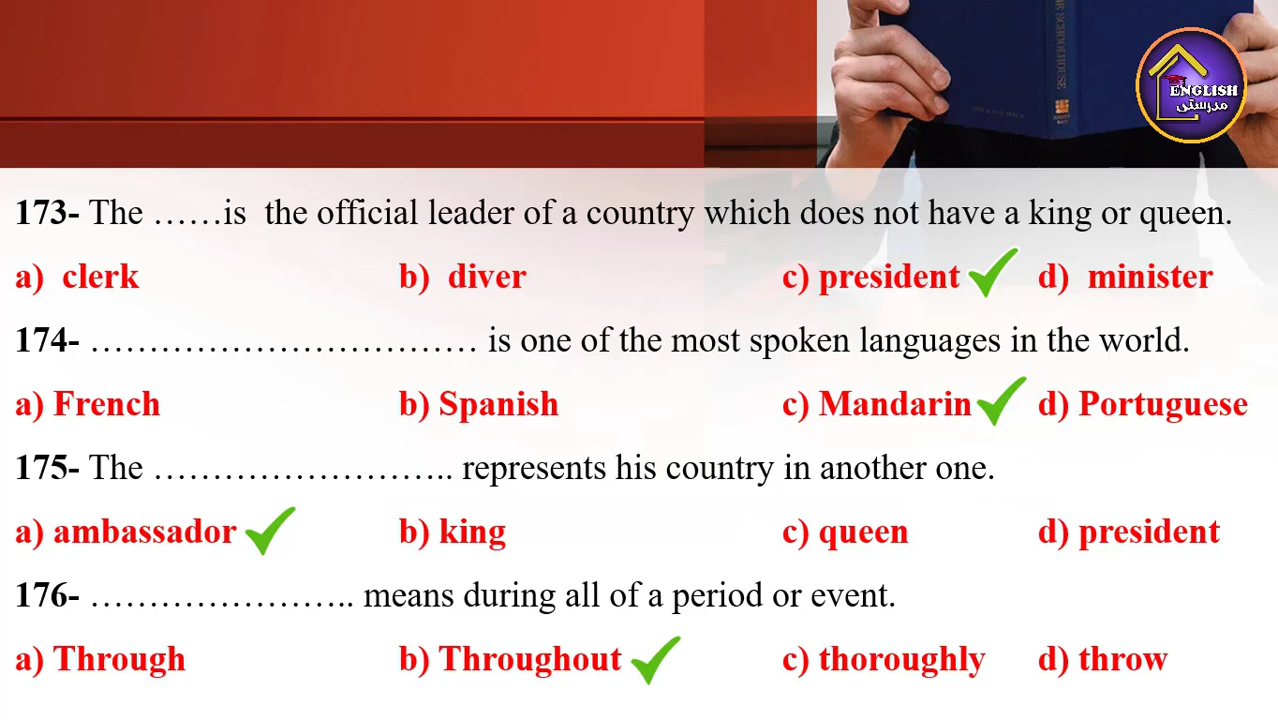 ENGLISH
مدرستي
173- The ……is the official leader of a country which does not have a king or queen.
a) clerk b) diver c) president d) minister
174- …………………………… is one of the most spoken languages in the world.
a) French b) Spanish c) Mandarin d) Portuguese
175- The …………………….. represents his country in another one.
a) ambassador b) king c) queen d) president
176- ………………….. means during all of a period or event.
a) Through b) Throughout c) thoroughly d) throw